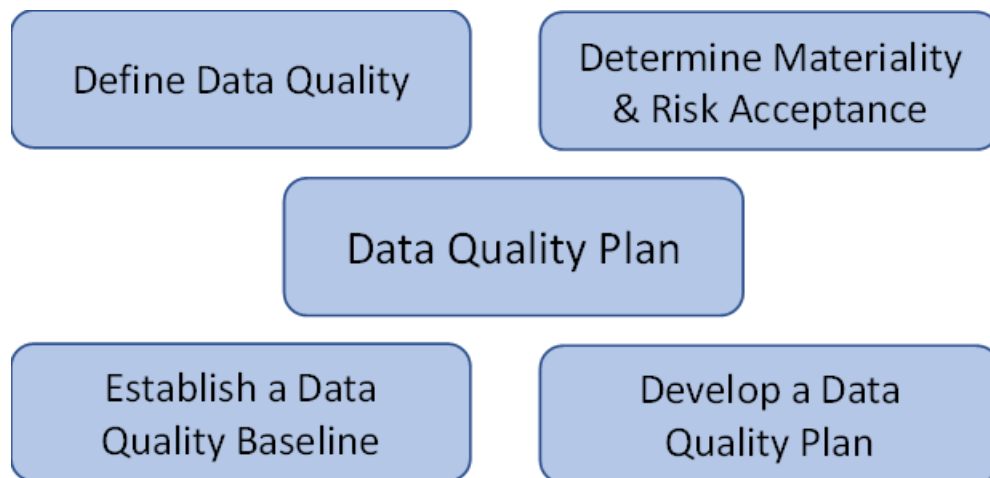 Define Data Quality
Determine Materiality
& Risk Acceptance
Data Quality Plan
Establish a Data
Quality Baseline
Develop a Data
Quality Plan